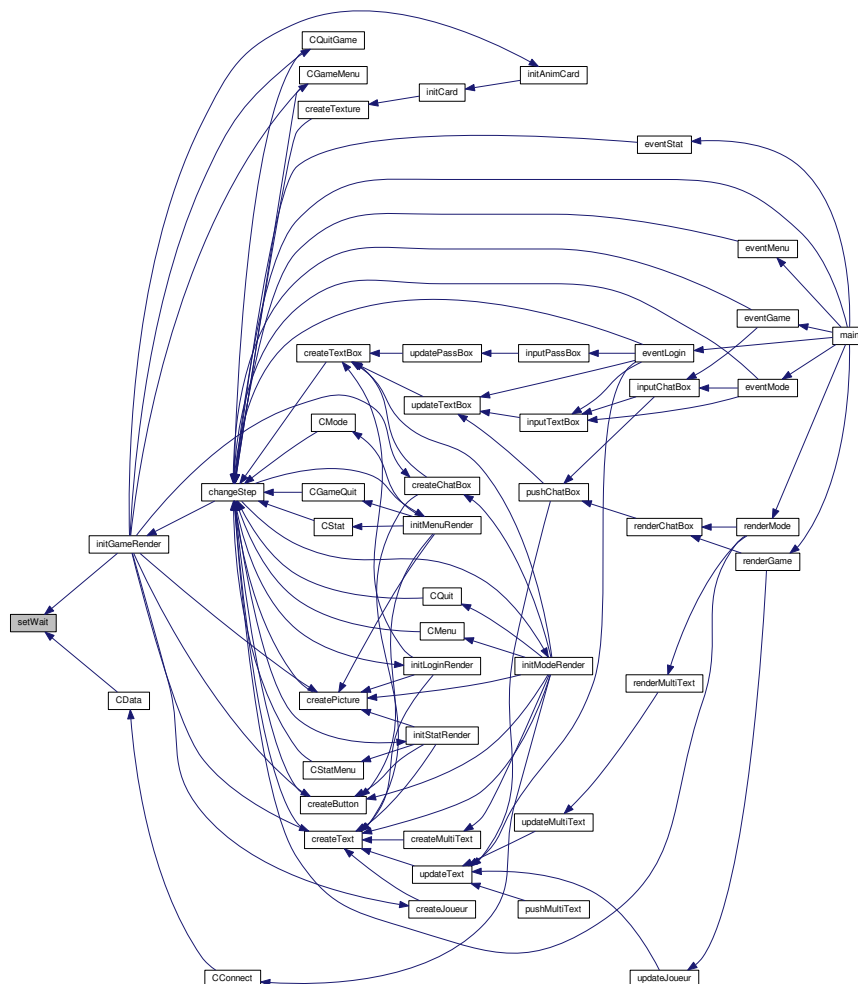 CQuitGame
CGameMenu
initAnimCard
initCard
createTexture
eventStat
eventMenu
eventGame
main
createTextBox
updatePassBox
inputPassBox
eventLogin
inputChatBox
eventMode
updateTextBox
inputTextBox
CMode
createChatBox
changeStep
CGameQuit
pushChatBox
CStat
initMenuRender
renderChatBox
renderMode
initGameRender
renderGame
CQuit
setWait
CMenu
initLoginRender
initModeRender
renderMultiText
CData
createPicture
initStatRender
CStatMenu
createButton
updateMultiText
createText
createMultiText
updateText
createJoueur
pushMultiText
CConnect
updateJoueur